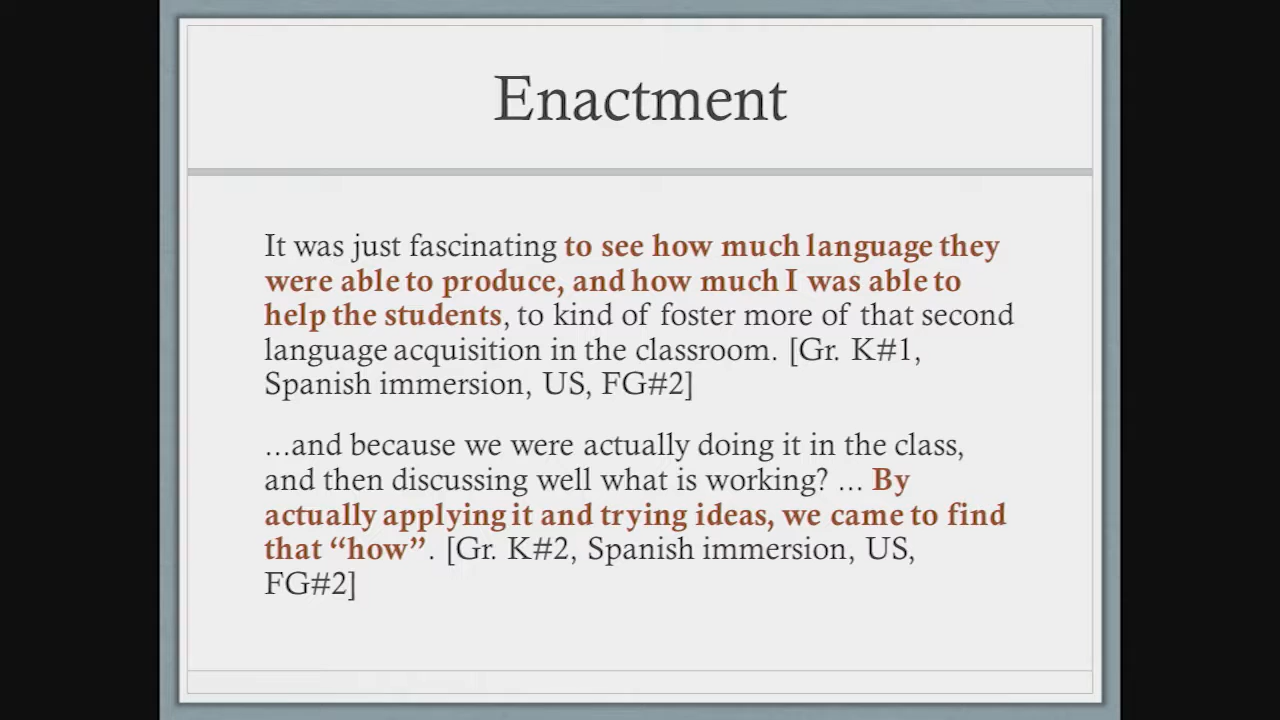 Enactment
It was just fascinating to see how much language they
were able to produce, and how much I was able to
help the students, to kind of foster more of that second
language acquisition in the classroom. [Gr. K#1,
Spanish immersion, US, FG#2]
…and because we were actually doing it in the class,
and then discussing well what is working? … By
actually applying it and trying ideas, we came to find
that “how”. [Gr. K#2, Spanish immersion, US,
FG#2]